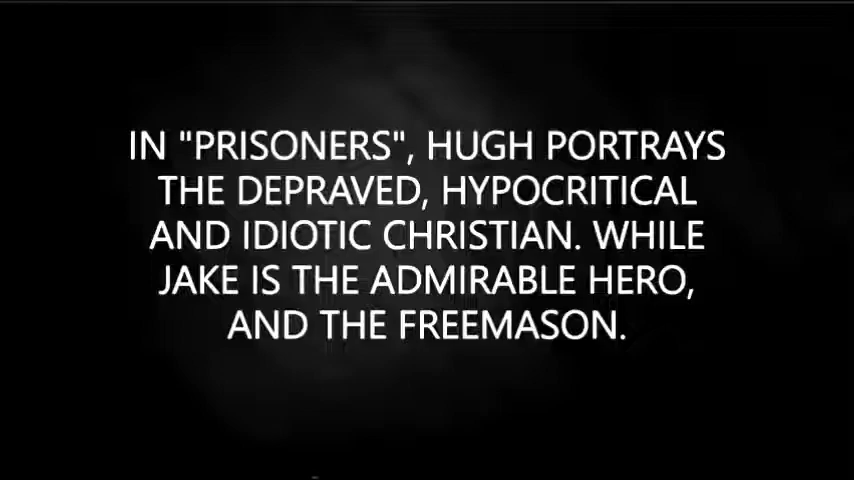 IN "PRISONERS", HUGH PORTRAYS
THE DEPRAVED, HYPOCRITICAL
AND IDIOTIC CHRISTIAN. WHILE
JAKE IS THE ADMIRABLE HERO,
AND THE FREEMASON.